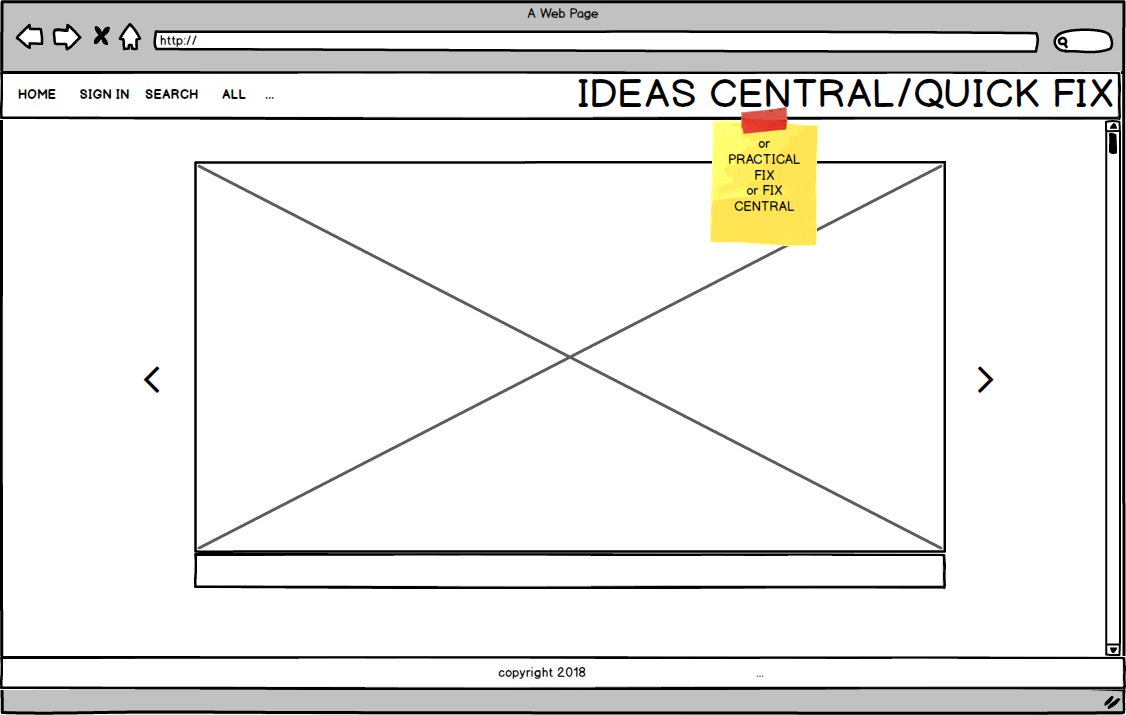 A Web Page
http://
HOME SIGN IN SEARCH ALL ...
IDEAS CENTRAL/QUICK FIX
or
PRACTICAL
FIX
or FIX
CENTRAL
copyright 2018 ...